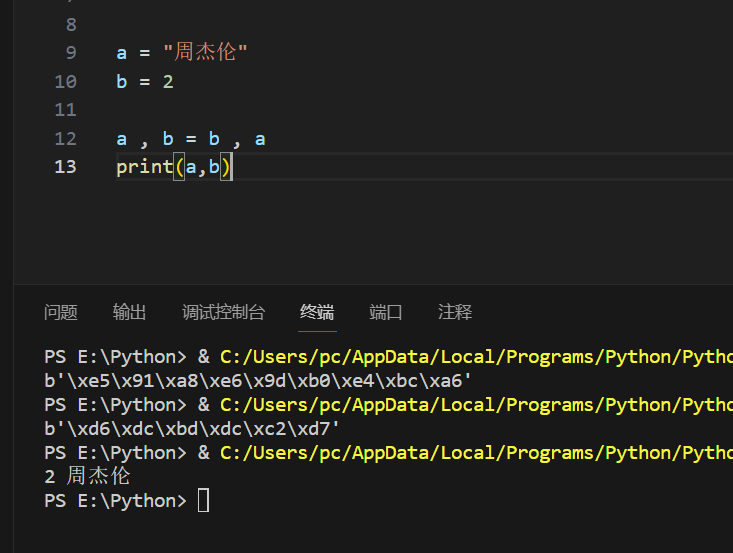 8
9 a = "周杰伦"
10 b = 2
11
12 a , b = b , a
13 print(a,b)
问题 输出 调试控制台 终端 端口 注释
PS E:\Python> & C:/Users/pc/AppData/Local/Programs/Python/Pytho
b'\xe5\x91\xa8\xe6\x9d\xb0\xe4\xbc\xa6'
PS E:\Python> & C:/Users/pc/AppData/Local/Programs/Python/Pytho
b'\xd6\xdc\xbd\xdc\xc2\xd7'
PS E:\Python> & C:/Users/pc/AppData/Local/Programs/Python/Pytho
2 周杰伦
PS E:\Python>